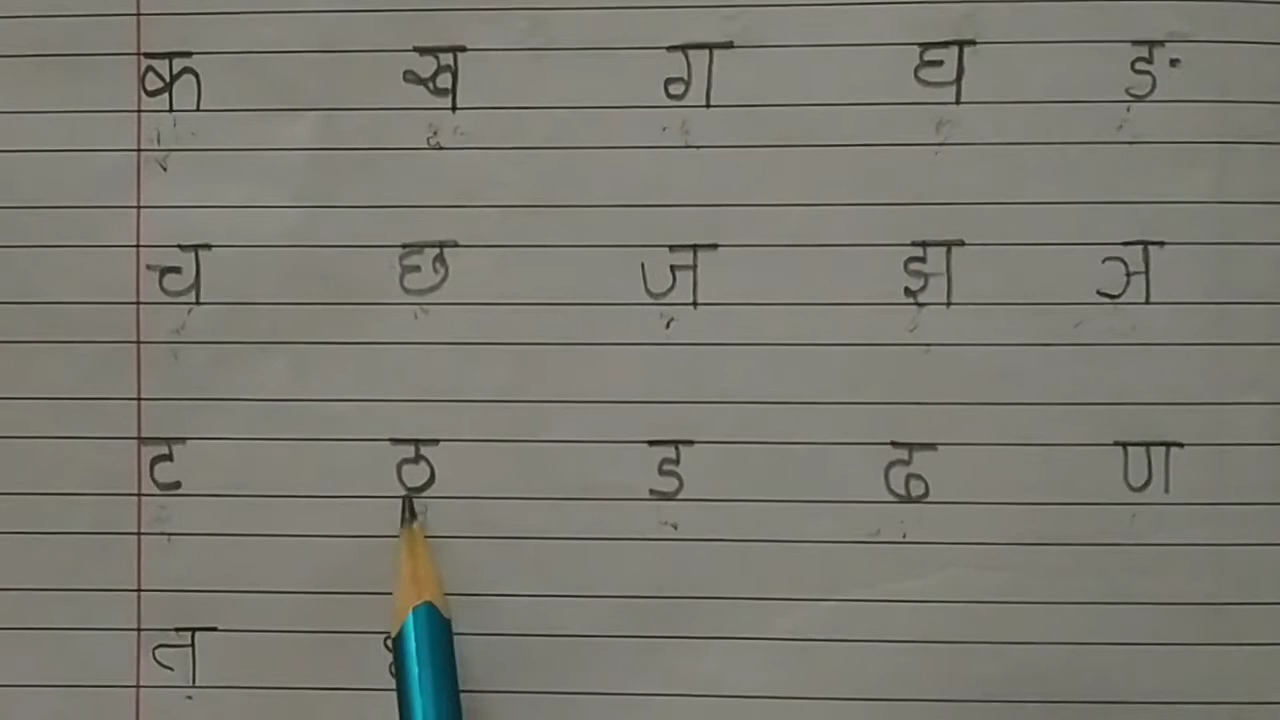 क ख ग घ ङ
च छ ज झ ञ
ट ठ ड ढ ण
त